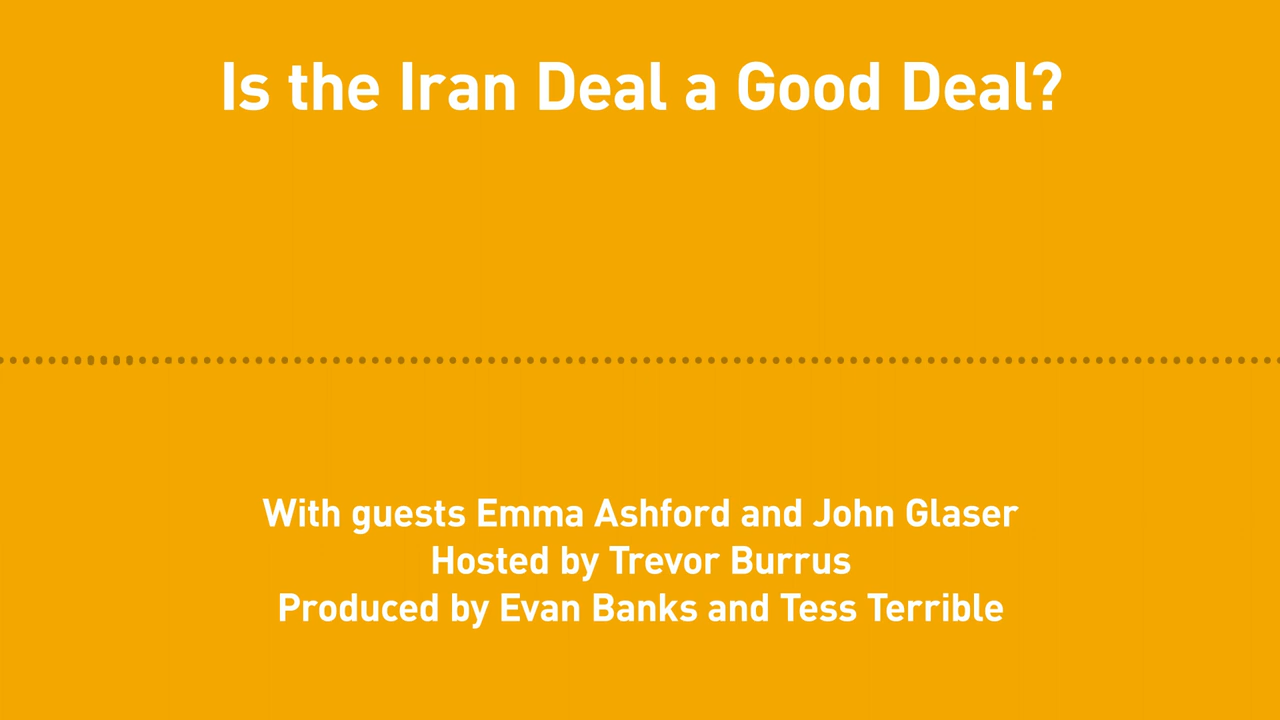 Is the Iran Deal a Good Deal?
With guests Emma Ashford and John Glaser
Hosted by Trevor Burrus
Produced by Evan Banks and Tess Terrible